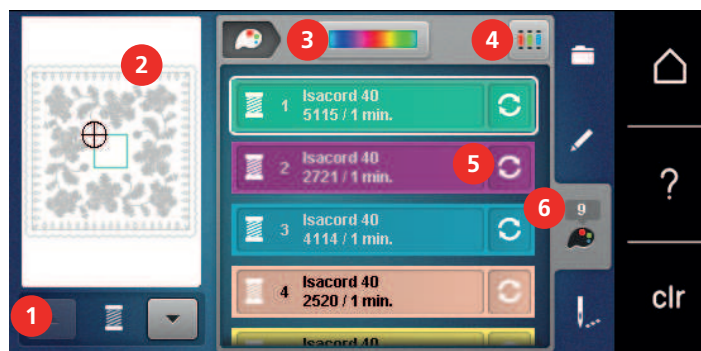 3
4
2
1 Isacord 40
5115 / 1 min.
2 Isacord 40
2721 / 1 min.
5
6
9
?
3 Isacord 40
4114 / 1 min.
4 Isacord 40
2520 / 1 min.
1
clr
Isacord 40